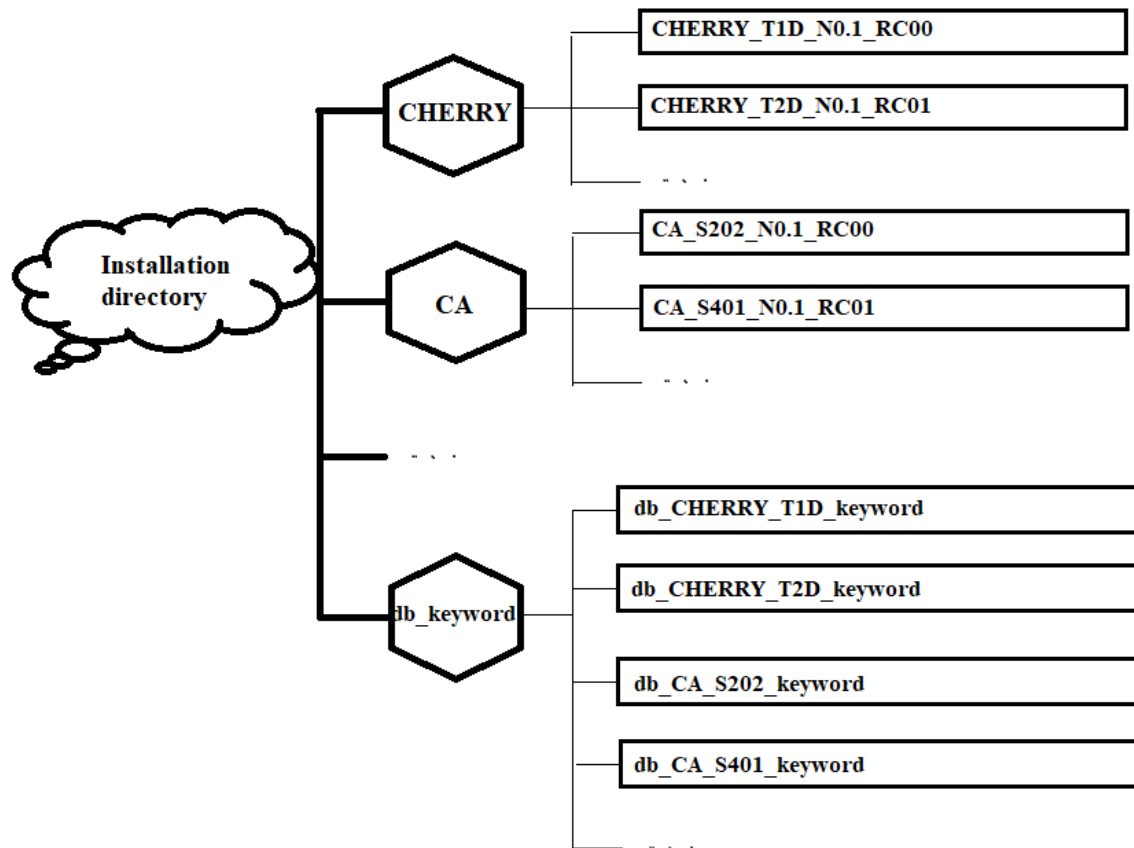 CHERRY_T1D_N0.1_RC00
CHERRY
CHERRY_T2D_N0.1_RC01
CA_S202_N0.1_RC00
Installation
directory
CA
CA_S401_N0.1_RC01
db_CHERRY_T1D_keyword
db_keyword
db_CHERRY_T2D_keyword
db_CA_S202_keyword
db_CA_S401_keyword